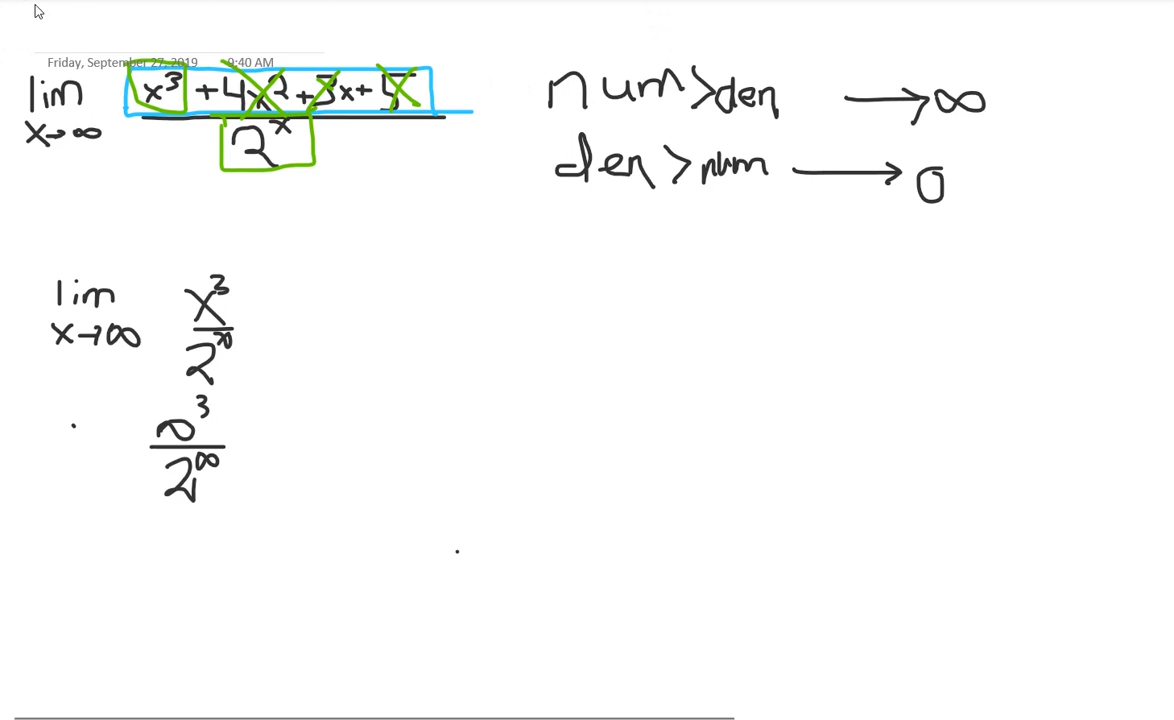 Friday, September 27, 2019 9:40 AM
lim x→∞ x³ + 4x² + 3x + 5
2ˣ
num > den → ∞
den > num → 0
lim x→∞ x³
2ˣ
∞³
2^∞